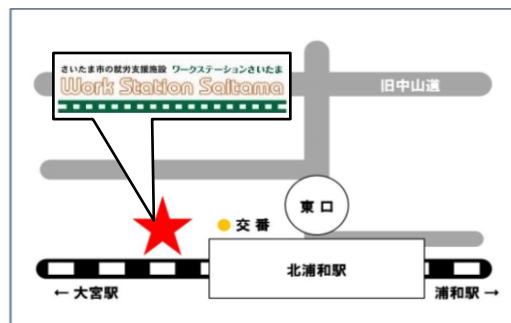 さいたま市の就労支援施設 ワークステーションさいたま
Work Station Saitama
旧中山道
東口
交番
北浦和駅
← 大宮駅
浦和駅 →